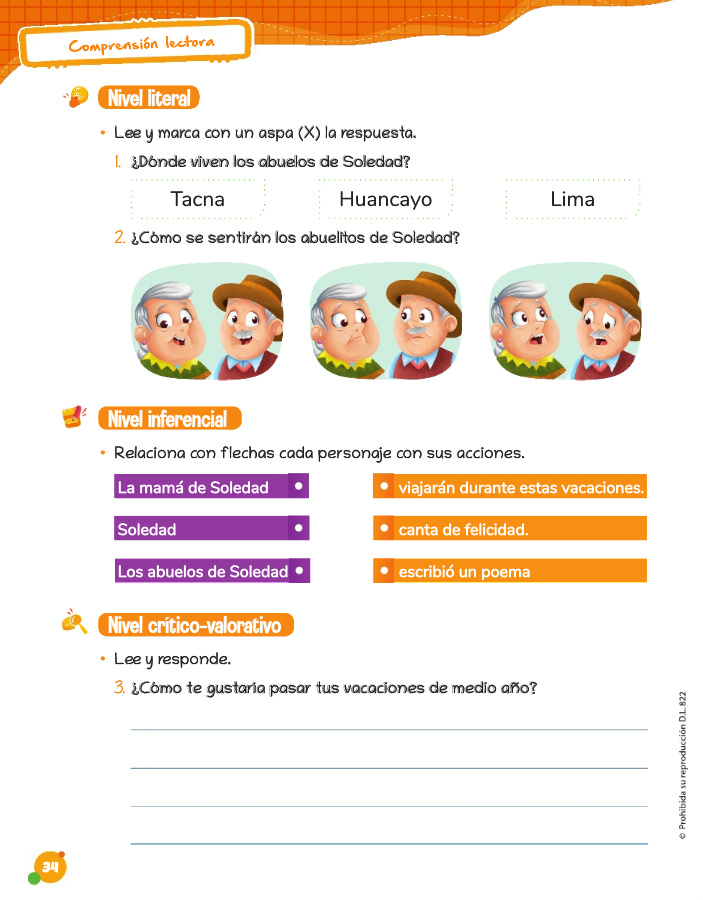 Comprensión lectora
Nivel literal
• Lee y marca con un aspa (X) la respuesta.
1. ¿Dónde viven los abuelos de Soledad?
Tacna Huancayo Lima
2. ¿Cómo se sentirán los abuelitos de Soledad?
Nivel inferencial
• Relaciona con flechas cada personaje con sus acciones.
La mamá de Soledad • • viajarán durante estas vacaciones.
Soledad • • canta de felicidad.
Los abuelos de Soledad • • escribió un poema
Nivel crítico-valorativo
• Lee y responde.
3. ¿Cómo te gustaría pasar tus vacaciones de medio año?
© Prohibida su reproducción D.L. 822
34